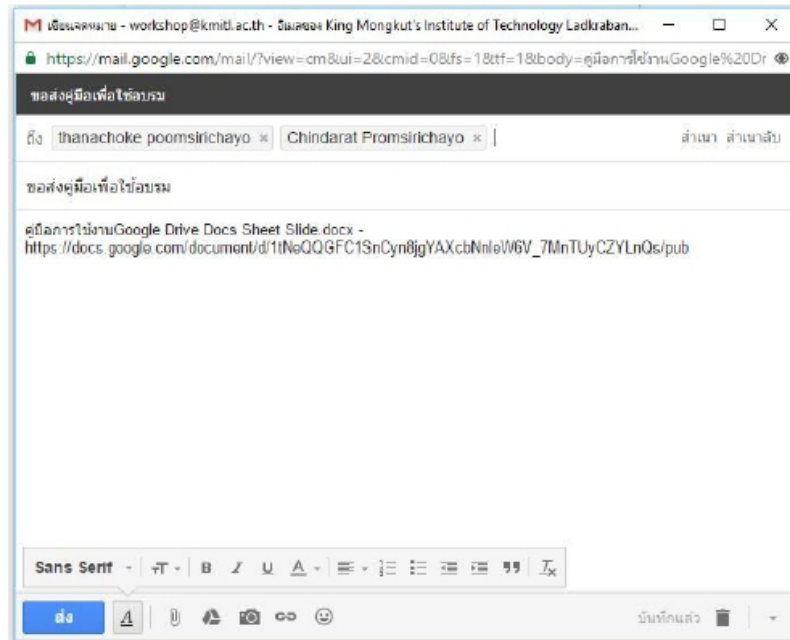 เขียนจดหมาย - workshop@kmitl.ac.th - อีเมลของ King Mongkut's Institute of Technology Ladkraban...
https://mail.google.com/mail/?view=cm&ui=2&cmid=0&fs=1&tf=1&body=คู่มือการใช้งานGoogle%20Dr
ขอส่งคู่มือเพื่อใช้อบรม
ถึง thanachoke poomsirichayo × Chindarat Promsirichayo × สำเนา สำเนาลับ
ขอส่งคู่มือเพื่อใช้อบรม
คู่มือการใช้งานGoogle Drive Docs Sheet Slide.docx -
https://docs.google.com/document/d/1tNeQQGFC1SnCyn8jgYAXcbNnleW6V_7MnTUyCZYLnQs/pub
Sans Serif B I U A
ส่ง A บันทึกแล้ว